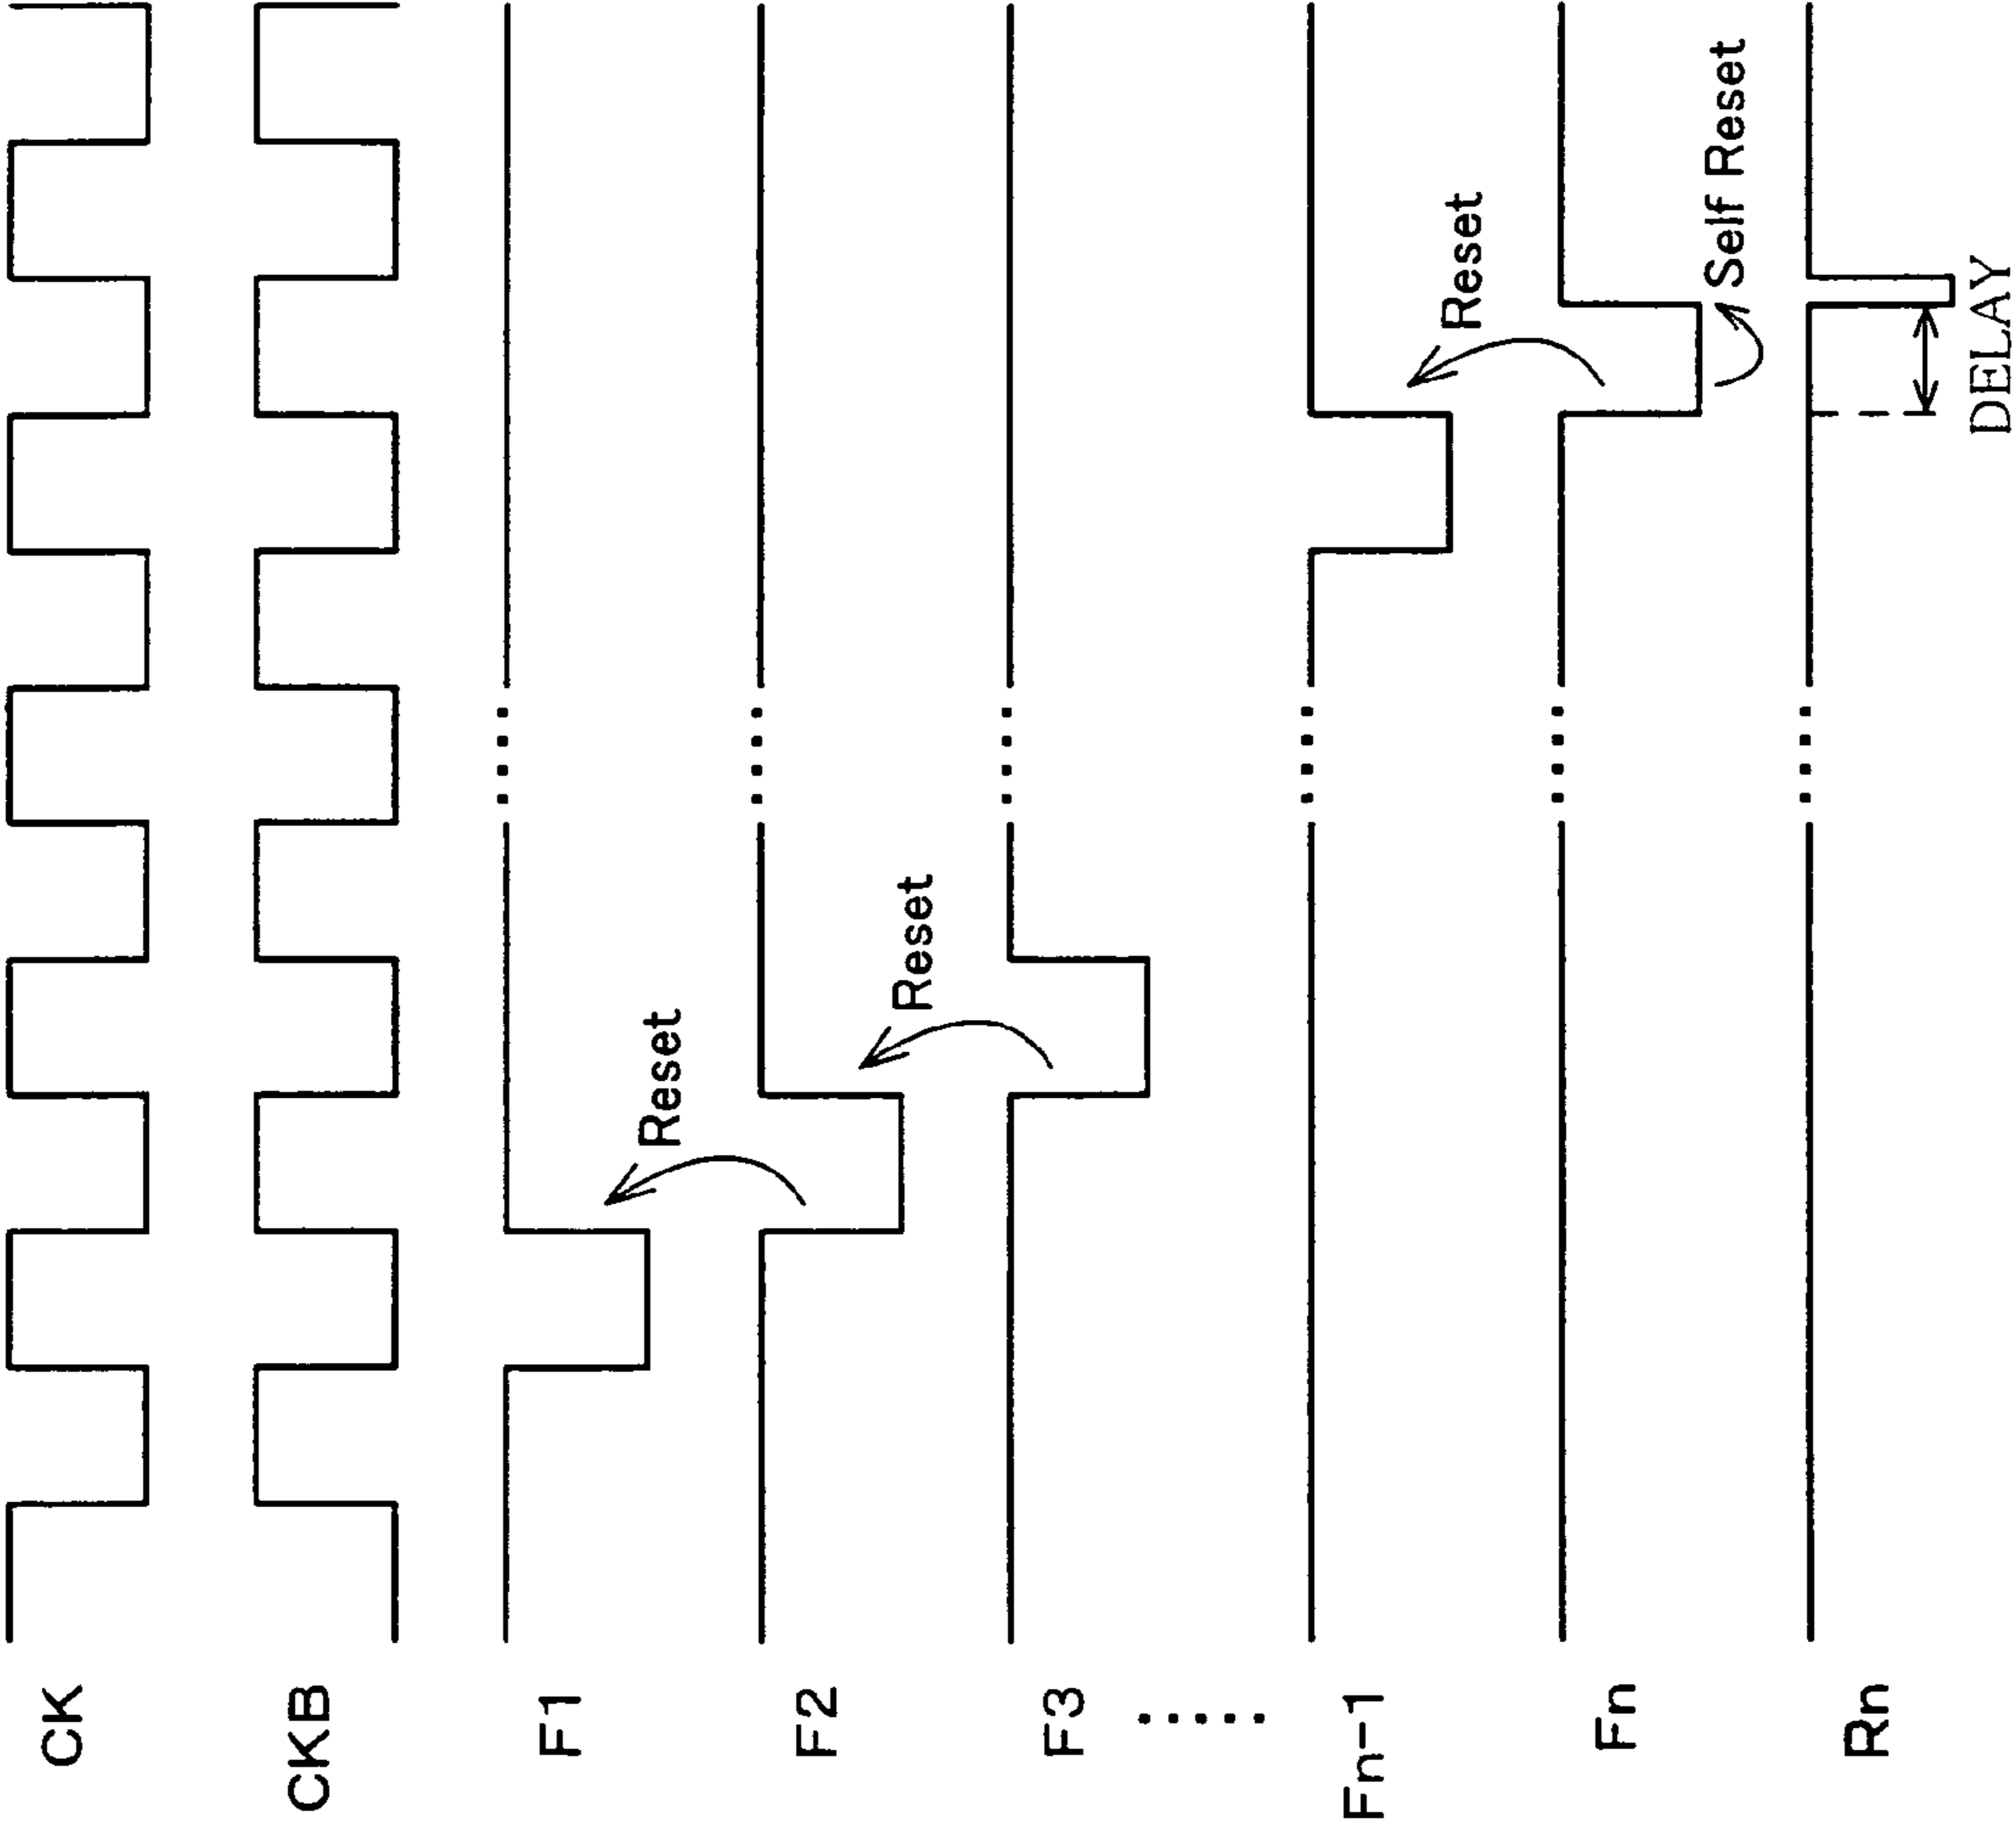 CK
CKB
F1
Reset
F2
Reset
F3
.....
Fn-1
Reset
Fn
Self Reset
Rn
DELAY